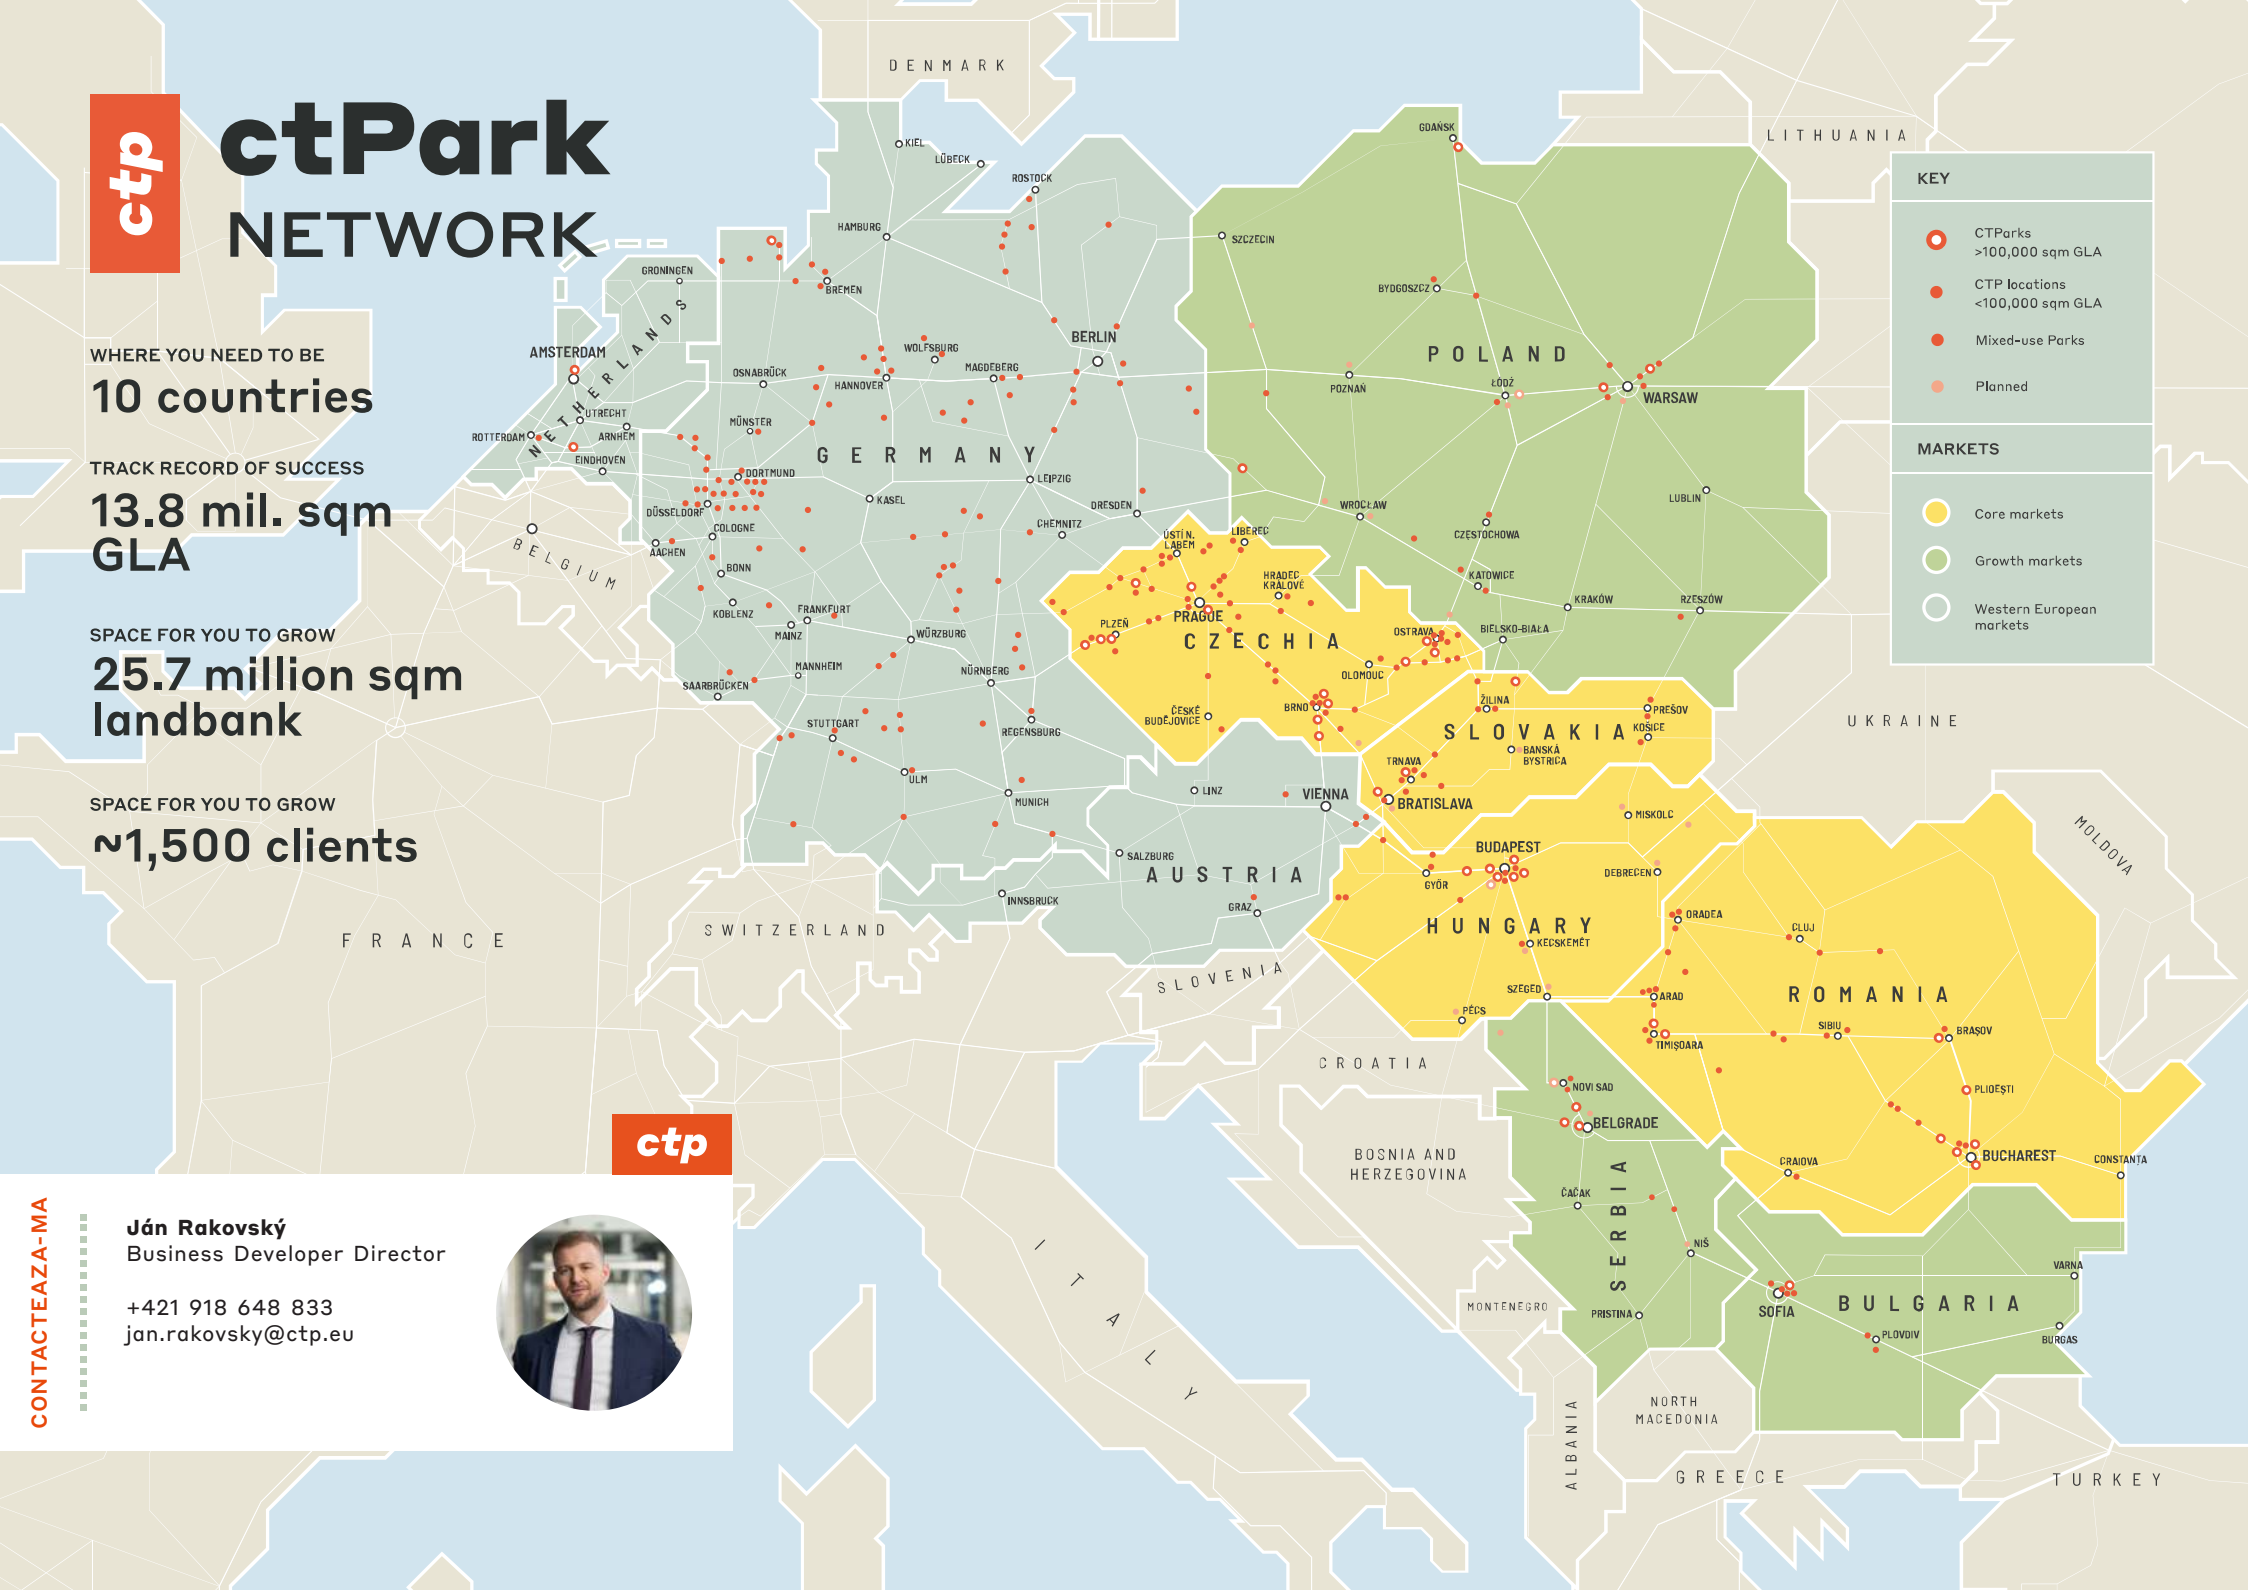 ctp
ctPark
NETWORK
WHERE YOU NEED TO BE
10 countries
TRACK RECORD OF SUCCESS
13.8 mil. sqm
GLA
SPACE FOR YOU TO GROW
25.7 million sqm
landbank
SPACE FOR YOU TO GROW
~1,500 clients
KEY
CTParks
>100,000 sqm GLA
CTP locations
<100,000 sqm GLA
Mixed-use Parks
Planned
MARKETS
Core markets
Growth markets
Western European
markets
DENMARK
LITHUANIA
KIEL
LÜBECK
ROSTOCK
HAMBURG
BREMEN
GRONINGEN
NETHERLANDS
AMSTERDAM
UTRECHT
ROTTERDAM
ARNHEM
EINDHOVEN
BELGIUM
OSNABRÜCK
HANNOVER
WOLFSBURG
MAGDEBERG
BERLIN
MÜNSTER
GERMANY
DORTMUND
DÜSSELDORF
COLOGNE
AACHEN
BONN
KOBLENZ
KASEL
LEIPZIG
DRESDEN
CHEMNITZ
FRANKFURT
MAINZ
WÜRZBURG
MANNHEIM
SAARBRÜCKEN
NÜRNBERG
STUTTGART
REGENSBURG
ULM
MUNICH
GDAŃSK
SZCZECIN
BYDGOSZCZ
POLAND
POZNAŃ
ŁÓDŹ
WARSAW
WROCŁAW
LUBLIN
CZĘSTOCHOWA
KATOWICE
KRAKÓW
RZESZÓW
BIELSKO-BIAŁA
ÚSTÍ N.
LABEM
LIBEREC
HRADEC
KRÁLOVÉ
PRAGUE
PLZEŇ
CZECHIA
OSTRAVA
OLOMOUC
BRNO
ČESKÉ
BUDĚJOVICE
ŽILINA
PREŠOV
SLOVAKIA
KOŠICE
BANSKÁ
BYSTRICA
TRNAVA
BRATISLAVA
UKRAINE
MOLDOVA
LINZ
VIENNA
SALZBURG
AUSTRIA
INNSBRUCK
GRAZ
MISKOLC
BUDAPEST
DEBRECEN
GYŐR
HUNGARY
KECSKEMÉT
SZEGED
PÉCS
ORADEA
CLUJ
ROMANIA
ARAD
TIMIȘOARA
SIBIU
BRAȘOV
PLIOEȘTI
BUCHAREST
CRAIOVA
CONSTANȚA
FRANCE
SWITZERLAND
SLOVENIA
CROATIA
BOSNIA AND
HERZEGOVINA
NOVI SAD
BELGRADE
SERBIA
ČAČAK
NIŠ
PRISTINA
MONTENEGRO
ALBANIA
NORTH
MACEDONIA
SOFIA
BULGARIA
VARNA
BURGAS
PLOVDIV
GREECE
TURKEY
ITALY
ctp
CONTACTEAZA-MA
Ján Rakovský
Business Developer Director
+421 918 648 833
jan.rakovsky@ctp.eu